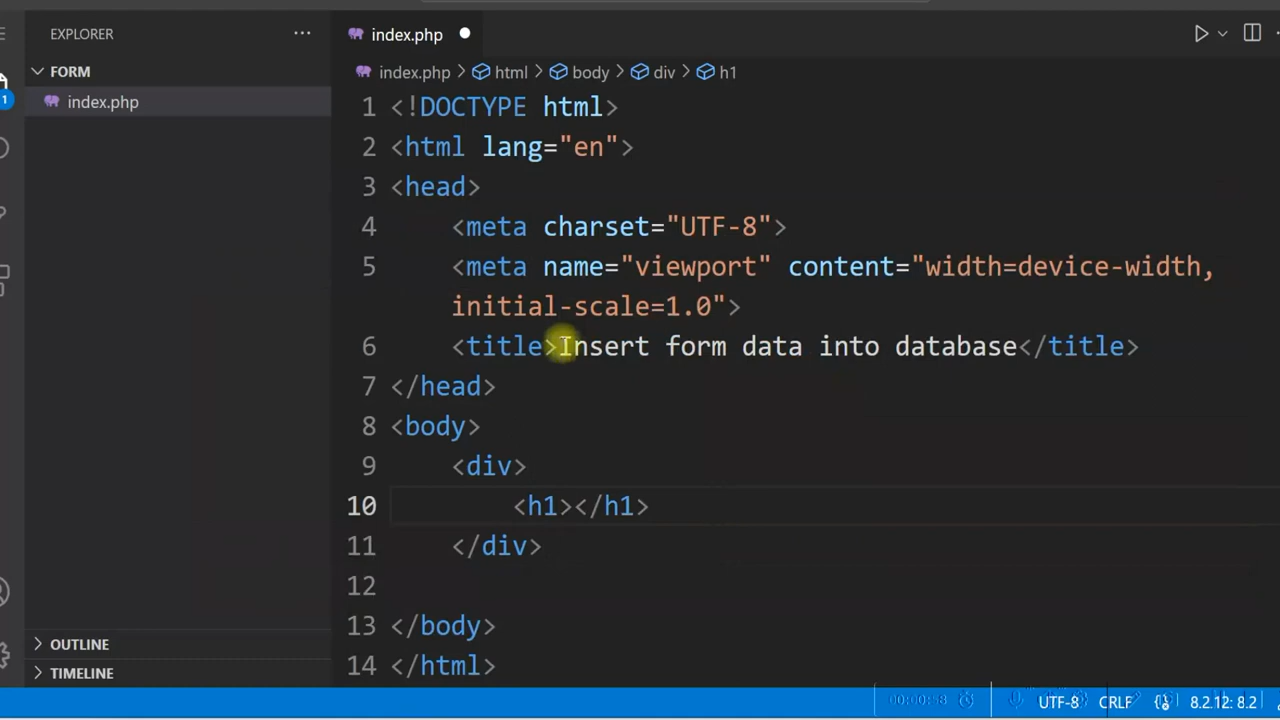 EXPLORER ···
index.php
FORM
index.php
1
index.php > html > body > div > h1
1 <!DOCTYPE html>
2 <html lang="en">
3 <head>
4 <meta charset="UTF-8">
5 <meta name="viewport" content="width=device-width,
initial-scale=1.0">
6 <title>Insert form data into database</title>
7 </head>
8 <body>
9 <div>
10 <h1></h1>
11 </div>
12
13 </body>
14 </html>
OUTLINE
TIMELINE
UTF-8 CRLF 8.2.12: 8.2